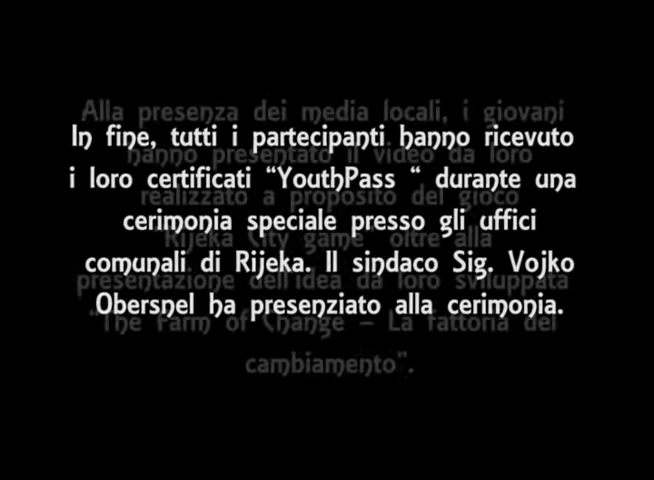 Alla presenza dei media locali, i giovani
In fine, tutti i partecipanti hanno ricevuto
hanno presentato il video da loro
i loro certificati “YouthPass “ durante una
realizzato a proposito del gioco
cerimonia speciale presso gli uffici
“Rijeka City game” oltre alla
comunali di Rijeka. Il sindaco Sig. Vojko
presentazione dell'idea da loro sviluppata
Obersnel ha presenziato alla cerimonia.
“The Farm of Change – La fattoria del
cambiamento”.